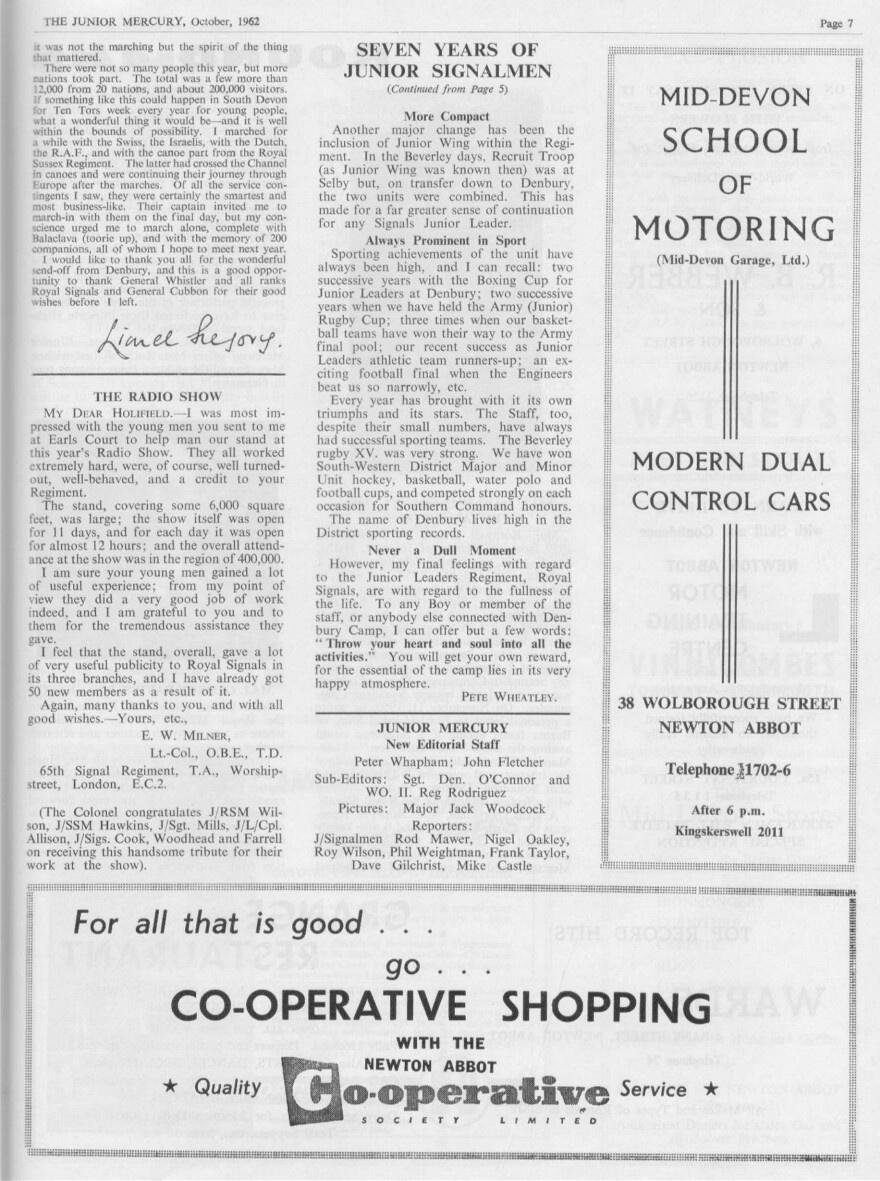 THE JUNIOR MERCURY, October, 1962
Page 7
it was not the marching but the spirit of the thing
that mattered.
There were not so many people this year, but more
nations took part. The total was a few more than
12,000 from 20 nations, and about 200,000 visitors.
If something like this could happen in South Devon
for Ten Tors week every year for young people,
what a wonderful thing it would be—and it is well
within the bounds of possibility. I marched for
a while with the Swiss, the Israelis, with the Dutch,
the R.A.F., and with the canoe part from the Royal
Sussex Regiment. The latter had crossed the Channel
in canoes and were continuing their journey through
Europe after the marches. Of all the service con-
tingents I saw, they were certainly the smartest and
most business-like. Their captain invited me to
march-in with them on the final day, but my con-
science urged me to march alone, complete with
Balaclava (toorie up), and with the memory of 200
companions, all of whom I hope to meet next year.
I would like to thank you all for the wonderful
send-off from Denbury, and this is a good oppor-
tunity to thank General Whistler and all ranks
Royal Signals and General Cubbon for their good
wishes before I left.
Lionel Gregory.
THE RADIO SHOW
MY DEAR HOLIFIELD.—I was most im-
pressed with the young men you sent to me
at Earls Court to help man our stand at
this year's Radio Show. They all worked
extremely hard, were, of course, well turned-
out, well-behaved, and a credit to your
Regiment.
The stand, covering some 6,000 square
feet, was large; the show itself was open
for 11 days, and for each day it was open
for almost 12 hours; and the overall attend-
ance at the show was in the region of 400,000.
I am sure your young men gained a lot
of useful experience; from my point of
view they did a very good job of work
indeed, and I am grateful to you and to
them for the tremendous assistance they
gave.
I feel that the stand, overall, gave a lot
of very useful publicity to Royal Signals in
its three branches, and I have already got
50 new members as a result of it.
Again, many thanks to you, and with all
good wishes.—Yours, etc.,
E. W. MILNER,
Lt.-Col., O.B.E., T.D.
65th Signal Regiment, T.A., Worship-
street, London, E.C.2.
(The Colonel congratulates J/RSM Wil-
son, J/SSM Hawkins, J/Sgt. Mills, J/L/Cpl.
Allison, J/Sigs. Cook, Woodhead and Farrell
on receiving this handsome tribute for their
work at the show).
SEVEN YEARS OF
JUNIOR SIGNALMEN
(Continued from Page 5)
More Compact
Another major change has been the
inclusion of Junior Wing within the Regi-
ment. In the Beverley days, Recruit Troop
(as Junior Wing was known then) was at
Selby but, on transfer down to Denbury,
the two units were combined. This has
made for a far greater sense of continuation
for any Signals Junior Leader.
Always Prominent in Sport
Sporting achievements of the unit have
always been high, and I can recall: two
successive years with the Boxing Cup for
Junior Leaders at Denbury; two successive
years when we have held the Army (Junior)
Rugby Cup; three times when our basket-
ball teams have won their way to the Army
final pool; our recent success as Junior
Leaders athletic team runners-up; an ex-
citing football final when the Engineers
beat us so narrowly, etc.
Every year has brought with it its own
triumphs and its stars. The Staff, too,
despite their small numbers, have always
had successful sporting teams. The Beverley
rugby XV. was very strong. We have won
South-Western District Major and Minor
Unit hockey, basketball, water polo and
football cups, and competed strongly on each
occasion for Southern Command honours.
The name of Denbury lives high in the
District sporting records.
Never a Dull Moment
However, my final feelings with regard
to the Junior Leaders Regiment, Royal
Signals, are with regard to the fullness of
the life. To any Boy or member of the
staff, or anybody else connected with Den-
bury Camp, I can offer but a few words:
"Throw your heart and soul into all the
activities." You will get your own reward,
for the essential of the camp lies in its very
happy atmosphere.
PETE WHEATLEY.
JUNIOR MERCURY
New Editorial Staff
Peter Whapham; John Fletcher
Sub-Editors: Sgt. Den. O'Connor and
WO. II. Reg Rodriguez
Pictures: Major Jack Woodcock
Reporters:
J/Signalmen Rod Mawer, Nigel Oakley,
Roy Wilson, Phil Weightman, Frank Taylor,
Dave Gilchrist, Mike Castle
MID-DEVON
SCHOOL
OF
MOTORING
(Mid-Devon Garage, Ltd.)
MODERN DUAL
CONTROL CARS
38 WOLBOROUGH STREET
NEWTON ABBOT
Telephone 1702-6
After 6 p.m.
Kingskerswell 2011
For all that is good . . .
go . . .
CO-OPERATIVE SHOPPING
WITH THE
NEWTON ABBOT
★ Quality Co-operative Service ★
SOCIETY LIMITED